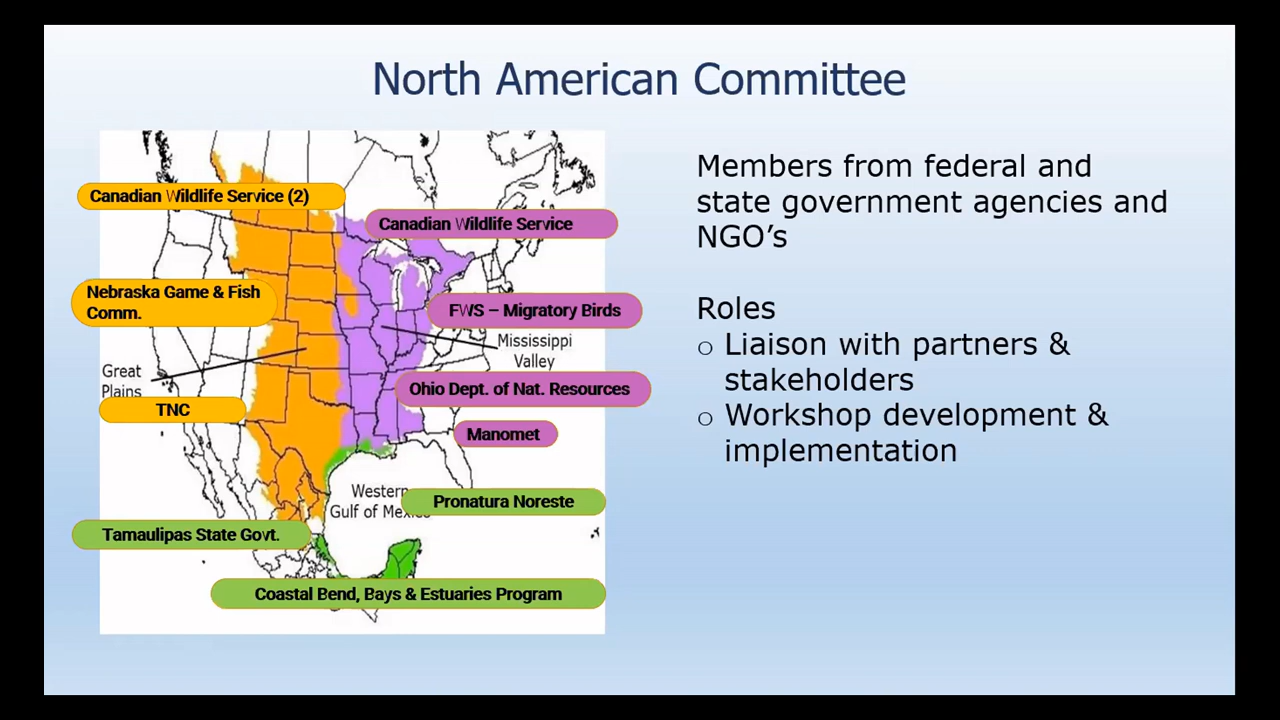 North American Committee
Canadian Wildlife Service (2)
Canadian Wildlife Service
Nebraska Game & Fish
Comm.
FWS – Migratory Birds
Mississippi
Valley
Great
Plains
Ohio Dept. of Nat. Resources
TNC
Manomet
Western
Gulf of Mexico
Pronatura Noreste
Tamaulipas State Govt.
Coastal Bend, Bays & Estuaries Program
Members from federal and
state government agencies and
NGO’s
Roles
○ Liaison with partners &
stakeholders
○ Workshop development &
implementation